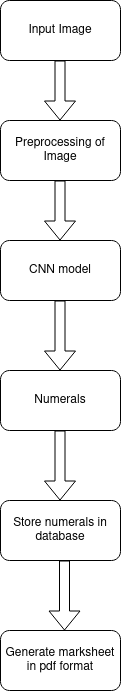 Input Image
Preprocessing of
Image
CNN model
Numerals
Store numerals in
database
Generate marksheet
in pdf format